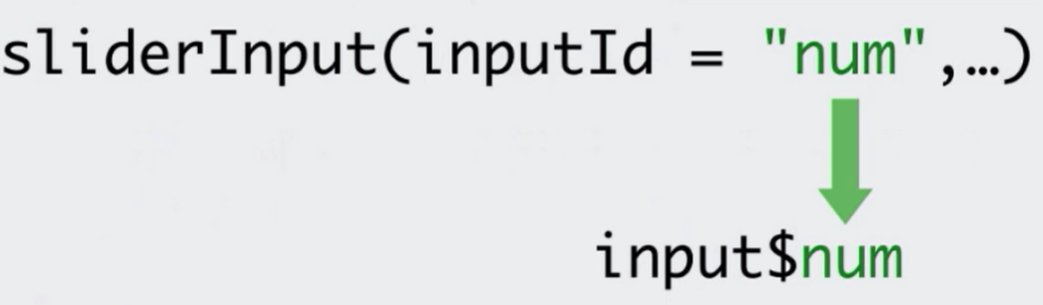 sliderInput(inputId = "num",…)
input$num